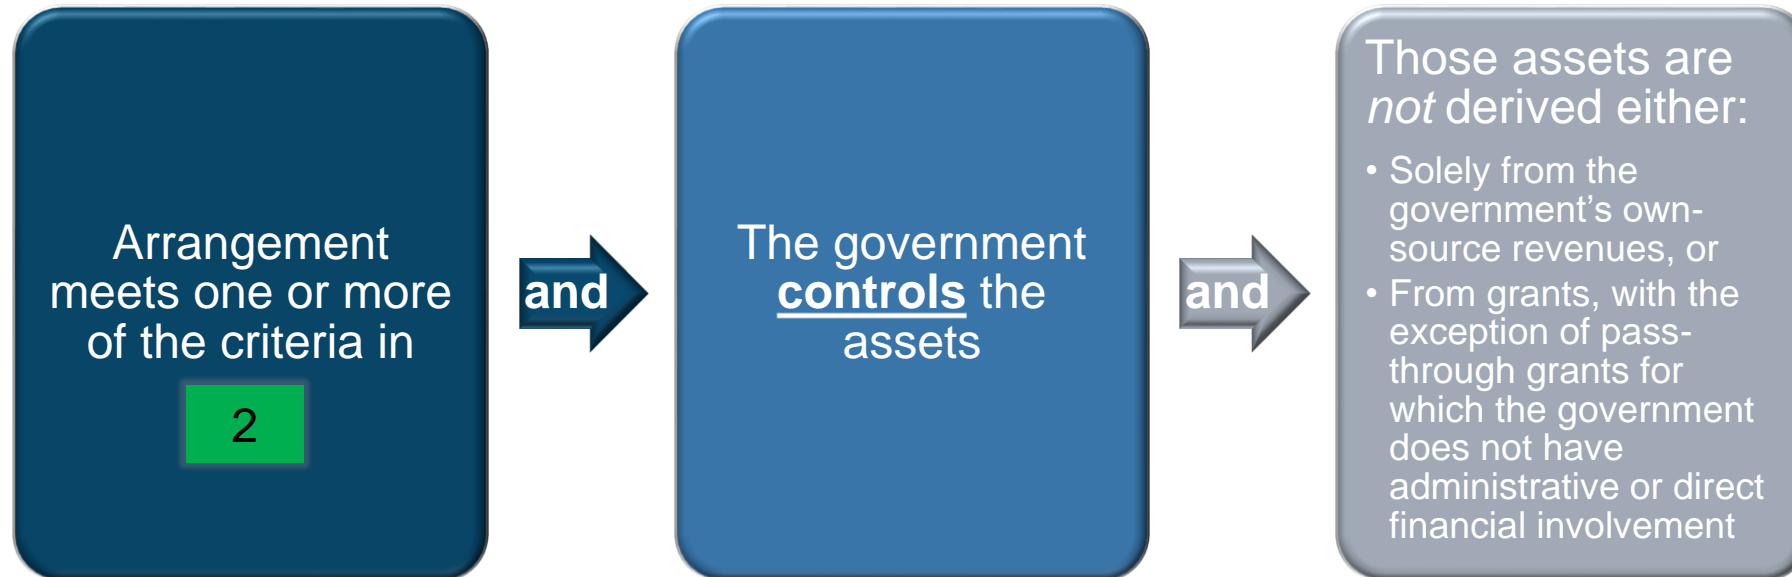 Arrangement
meets one or more
of the criteria in
2
and
The government
controls the
assets
and
Those assets are
not derived either:
• Solely from the
government’s own-
source revenues, or
• From grants, with the
exception of pass-
through grants for
which the government
does not have
administrative or direct
financial involvement